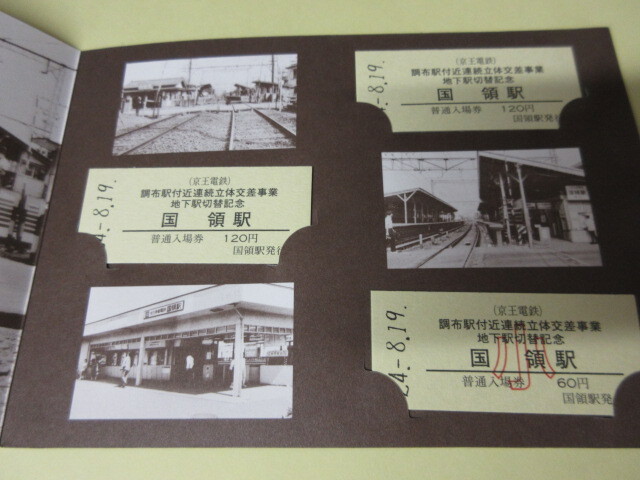 (京王電鉄)
調布駅付近連続立体交差事業
地下駅切替記念
国領駅
普通入場券 120円
国領駅発
-8.19.
(京王電鉄)
調布駅付近連続立体交差事業
地下駅切替記念
国領駅
普通入場券 120円
国領駅発
-8.19.
(京王電鉄)
調布駅付近連続立体交差事業
地下駅切替記念
国領駅
小
普通入場券 60円
国領駅発
24.-8.19.